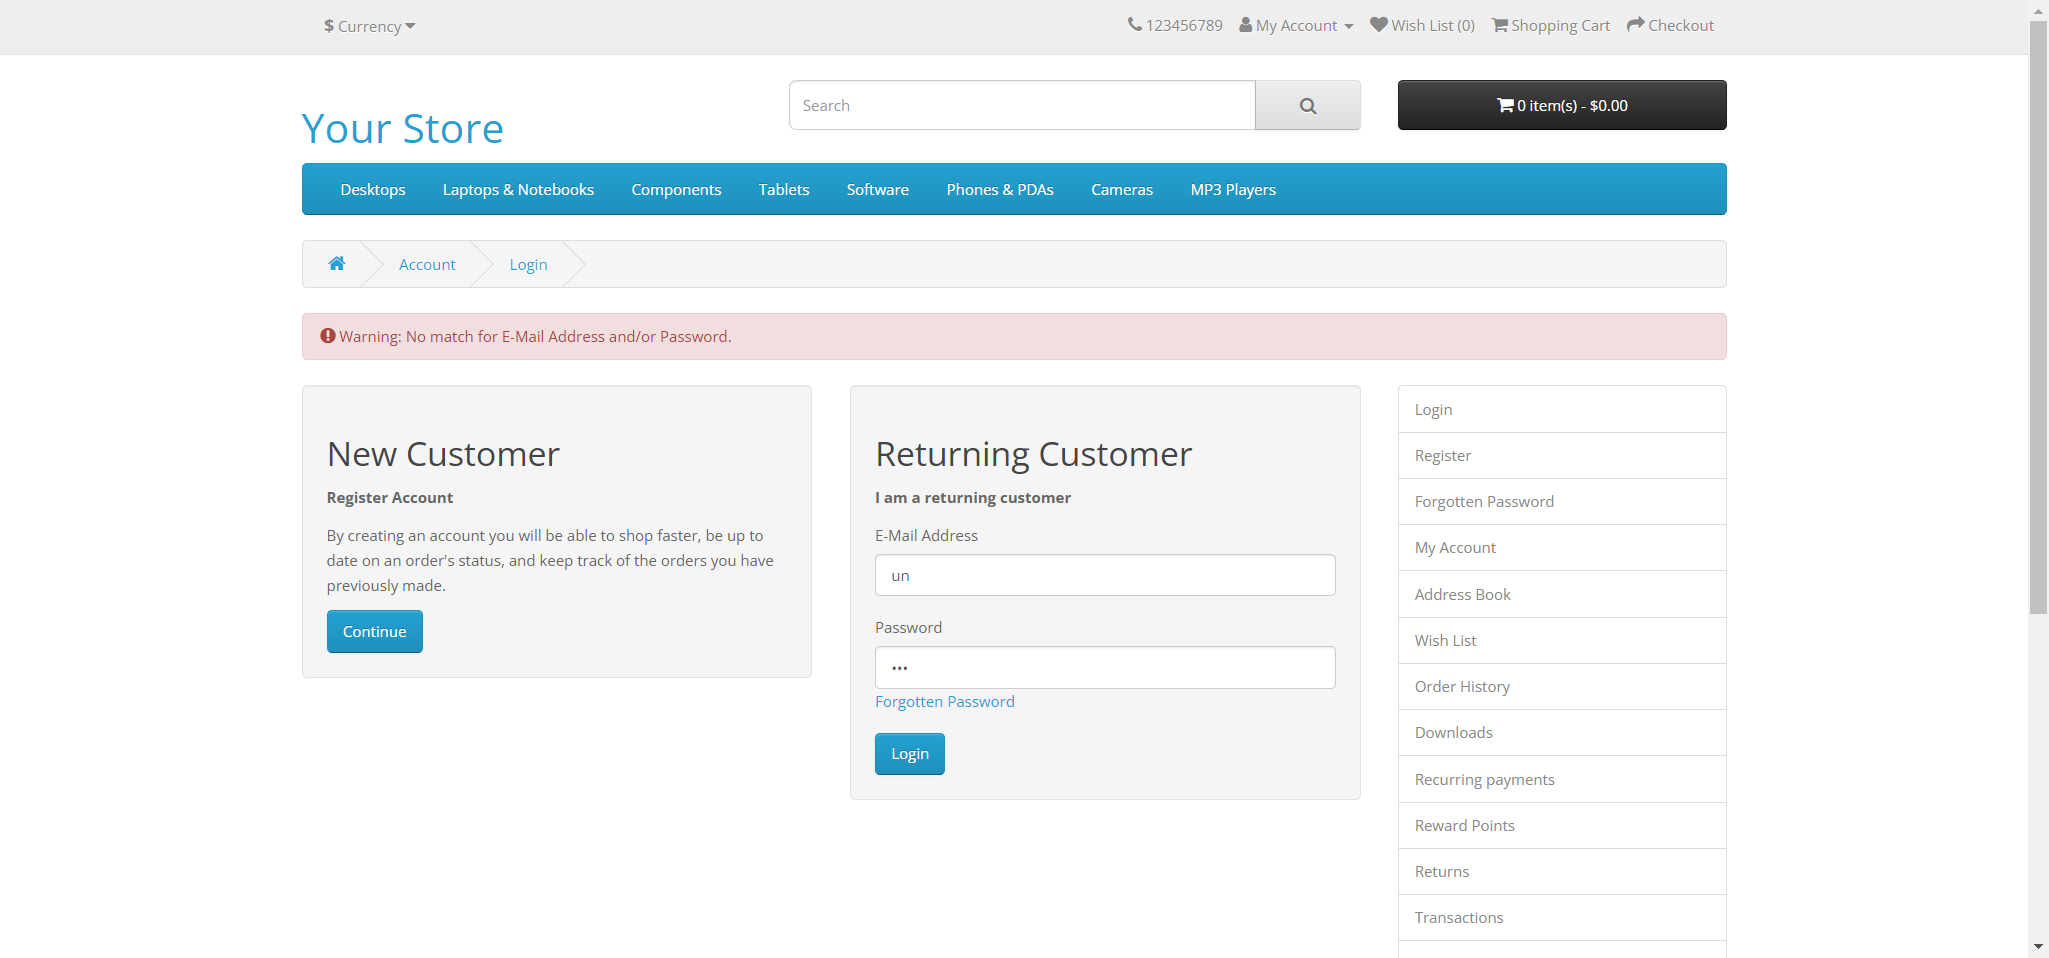 $ Currency
123456789 My Account Wish List (0) Shopping Cart Checkout
Your Store
Search
0 item(s) - $0.00
Desktops Laptops & Notebooks Components Tablets Software Phones & PDAs Cameras MP3 Players
Account Login
Warning: No match for E-Mail Address and/or Password.
New Customer
Register Account
By creating an account you will be able to shop faster, be up to
date on an order's status, and keep track of the orders you have
previously made.
Continue
Returning Customer
I am a returning customer
E-Mail Address
un
Password
•••
Forgotten Password
Login
Login
Register
Forgotten Password
My Account
Address Book
Wish List
Order History
Downloads
Recurring payments
Reward Points
Returns
Transactions